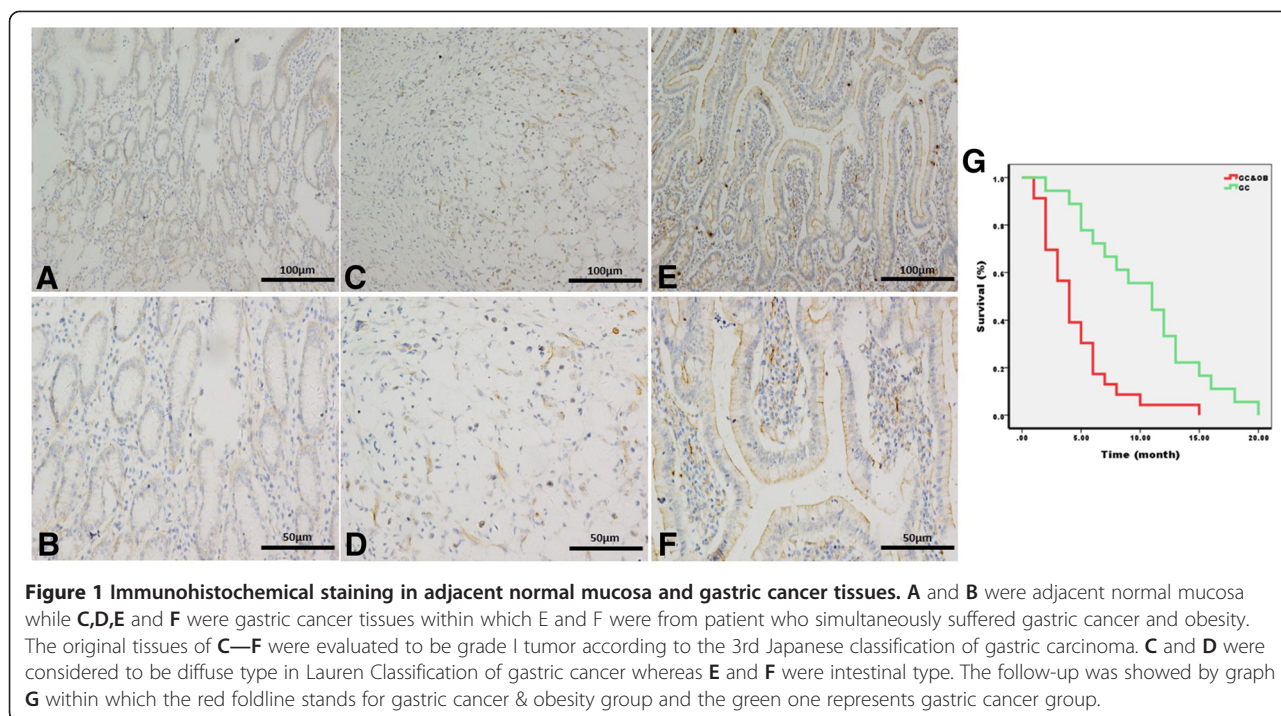 A
100µm
C
100µm
E
100µm
B
50µm
D
50µm
F
50µm
G
GC&OB
GC
Survival (%)
1.0
0.8
0.6
0.4
0.2
0.0
.00
5.00
10.00
15.00
20.00
Time (month)
Figure 1 Immunohistochemical staining in adjacent normal mucosa and gastric cancer tissues. A and B were adjacent normal mucosa
while C,D,E and F were gastric cancer tissues within which E and F were from patient who simultaneously suffered gastric cancer and obesity.
The original tissues of C—F were evaluated to be grade I tumor according to the 3rd Japanese classification of gastric carcinoma. C and D were
considered to be diffuse type in Lauren Classification of gastric cancer whereas E and F were intestinal type. The follow-up was showed by graph
G within which the red foldline stands for gastric cancer & obesity group and the green one represents gastric cancer group.